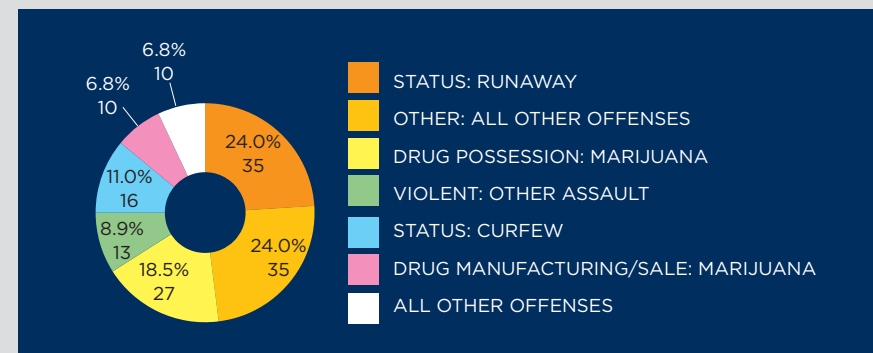 6.8%
10
6.8%
10
24.0%
35
11.0%
16
8.9%
13
24.0%
35
18.5%
27
STATUS: RUNAWAY
OTHER: ALL OTHER OFFENSES
DRUG POSSESSION: MARIJUANA
VIOLENT: OTHER ASSAULT
STATUS: CURFEW
DRUG MANUFACTURING/SALE: MARIJUANA
ALL OTHER OFFENSES